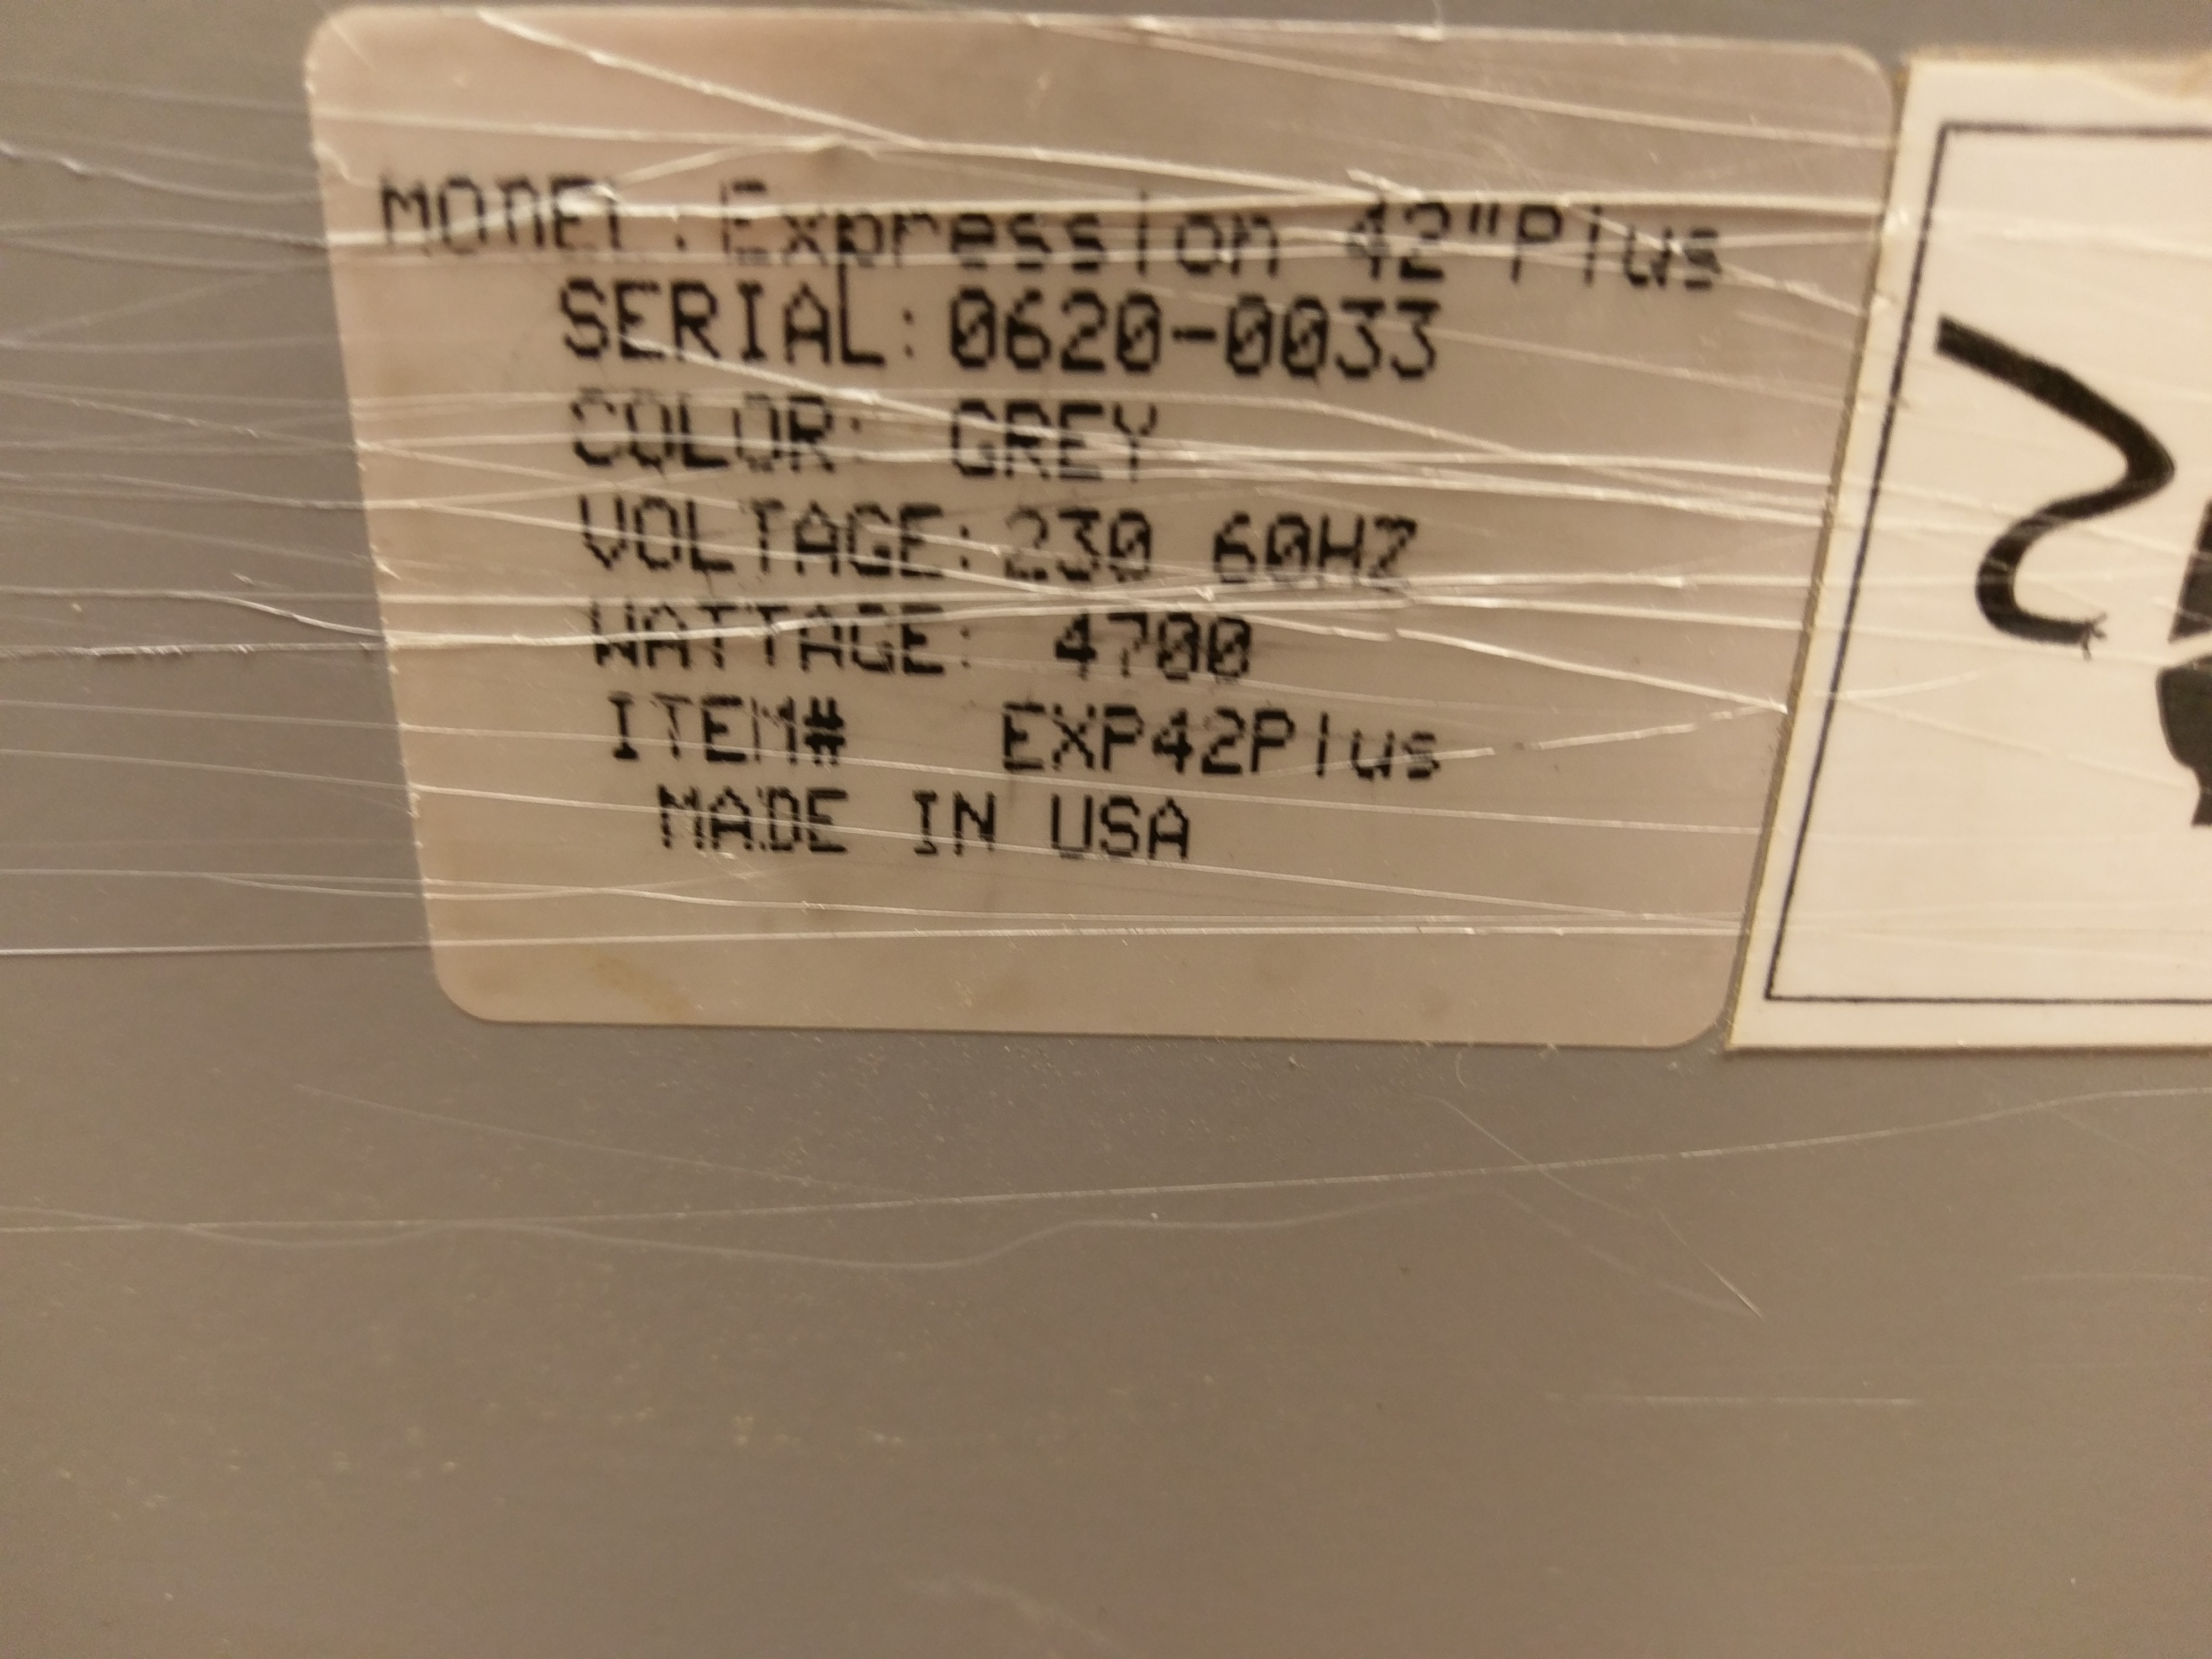 MODEL:Expression 42"Plus
SERIAL:0620-0033
COLOR: GREY
VOLTAGE:230 60HZ
WATTAGE: 4700
ITEM# EXP42Plus
MADE IN USA